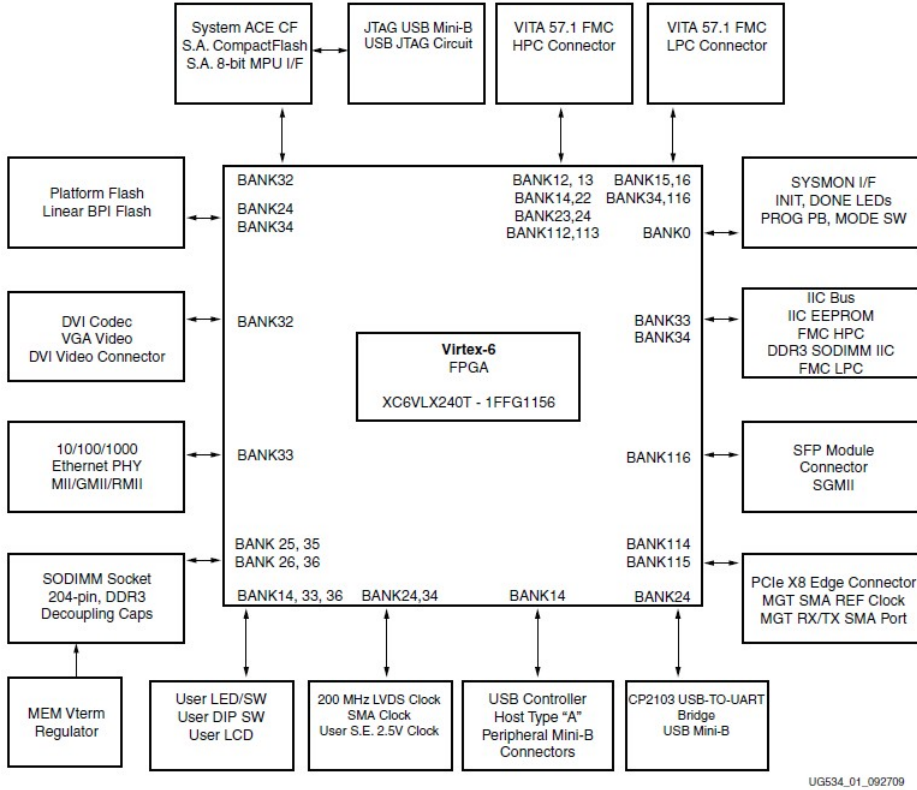 System ACE CF
S.A. CompactFlash
S.A. 8-bit MPU I/F
JTAG USB Mini-B
USB JTAG Circuit
VITA 57.1 FMC
HPC Connector
VITA 57.1 FMC
LPC Connector
Platform Flash
Linear BPI Flash
BANK32
BANK24
BANK34
BANK12, 13
BANK14,22
BANK23,24
BANK112,113
BANK15,16
BANK34,116
BANK0
SYSMON I/F
INIT, DONE LEDs
PROG PB, MODE SW
DVI Codec
VGA Video
DVI Video Connector
BANK32
Virtex-6
FPGA
XC6VLX240T - 1FFG1156
BANK33
BANK34
IIC Bus
IIC EEPROM
FMC HPC
DDR3 SODIMM IIC
FMC LPC
10/100/1000
Ethernet PHY
MII/GMII/RMII
BANK33
BANK116
SFP Module
Connector
SGMII
SODIMM Socket
204-pin, DDR3
Decoupling Caps
BANK 25, 35
BANK 26, 36
BANK114
BANK115
PCIe X8 Edge Connector
MGT SMA REF Clock
MGT RX/TX SMA Port
BANK14, 33, 36
BANK24,34
BANK14
BANK24
MEM Vterm
Regulator
User LED/SW
User DIP SW
User LCD
200 MHz LVDS Clock
SMA Clock
User S.E. 2.5V Clock
USB Controller
Host Type “A”
Peripheral Mini-B
Connectors
CP2103 USB-TO-UART
Bridge
USB Mini-B
UG534_01_092709